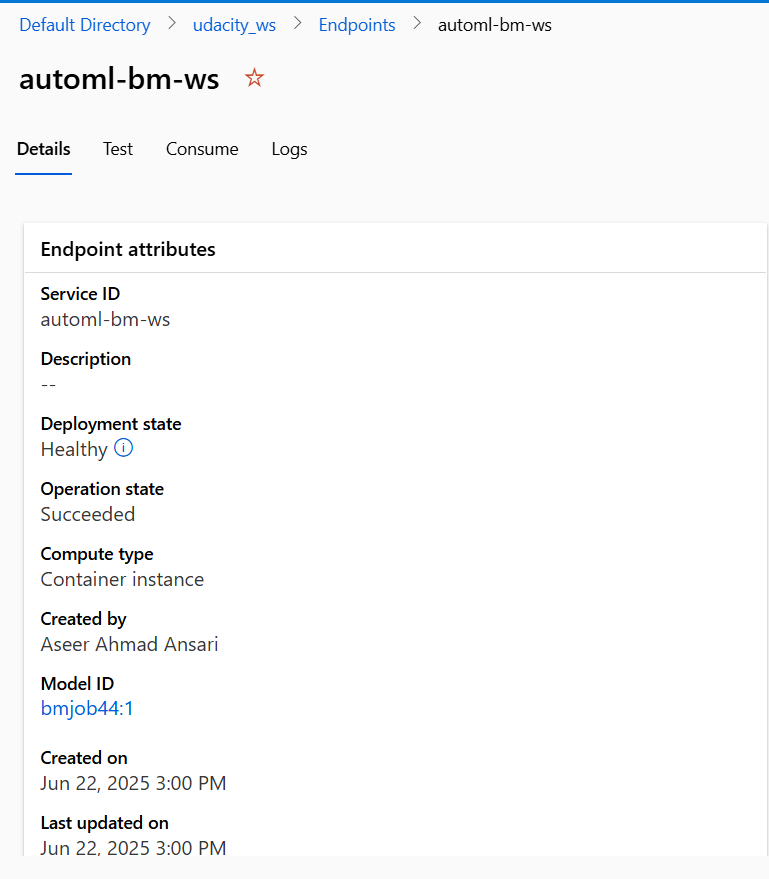 Default Directory > udacity_ws > Endpoints > automl-bm-ws
automl-bm-ws
Details Test Consume Logs
Endpoint attributes
Service ID
automl-bm-ws
Description
--
Deployment state
Healthy
Operation state
Succeeded
Compute type
Container instance
Created by
Aseer Ahmad Ansari
Model ID
bmjob44:1
Created on
Jun 22, 2025 3:00 PM
Last updated on
Jun 22, 2025 3:00 PM